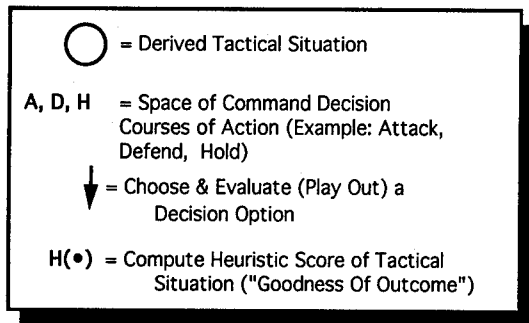 = Derived Tactical Situation
A, D, H = Space of Command Decision
Courses of Action (Example: Attack,
Defend, Hold)
= Choose & Evaluate (Play Out) a
Decision Option
H(•) = Compute Heuristic Score of Tactical
Situation ("Goodness Of Outcome")